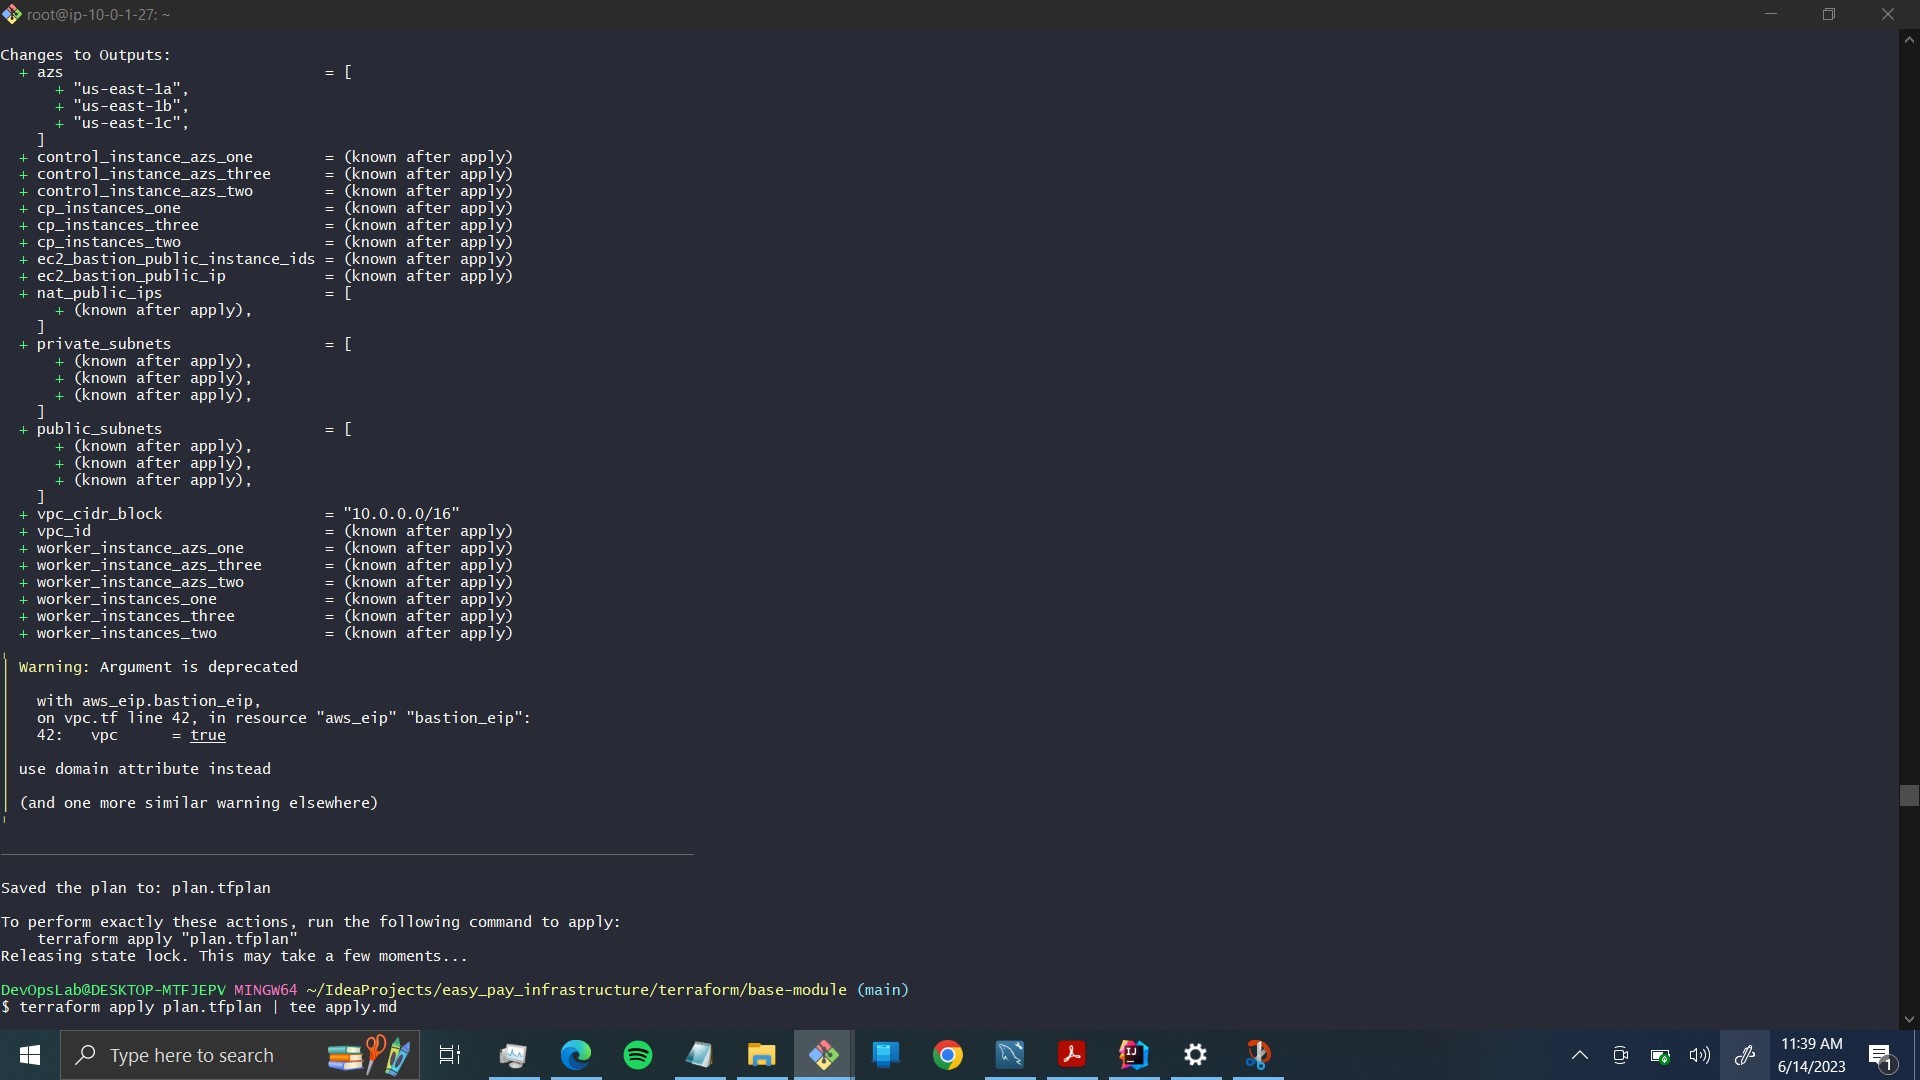 root@ip-10-0-1-27: ~
Changes to Outputs:
+ azs = [
+ "us-east-1a",
+ "us-east-1b",
+ "us-east-1c",
]
+ control_instance_azs_one = (known after apply)
+ control_instance_azs_three = (known after apply)
+ control_instance_azs_two = (known after apply)
+ cp_instances_one = (known after apply)
+ cp_instances_three = (known after apply)
+ cp_instances_two = (known after apply)
+ ec2_bastion_public_instance_ids = (known after apply)
+ ec2_bastion_public_ip = (known after apply)
+ nat_public_ips = [
+ (known after apply),
]
+ private_subnets = [
+ (known after apply),
+ (known after apply),
+ (known after apply),
]
+ public_subnets = [
+ (known after apply),
+ (known after apply),
+ (known after apply),
]
+ vpc_cidr_block = "10.0.0.0/16"
+ vpc_id = (known after apply)
+ worker_instance_azs_one = (known after apply)
+ worker_instance_azs_three = (known after apply)
+ worker_instance_azs_two = (known after apply)
+ worker_instances_one = (known after apply)
+ worker_instances_three = (known after apply)
+ worker_instances_two = (known after apply)
Warning: Argument is deprecated
with aws_eip.bastion_eip,
on vpc.tf line 42, in resource "aws_eip" "bastion_eip":
42: vpc = true
use domain attribute instead
(and one more similar warning elsewhere)
Saved the plan to: plan.tfplan
To perform exactly these actions, run the following command to apply:
terraform apply "plan.tfplan"
Releasing state lock. This may take a few moments...
DevOpsLab@DESKTOP-MTFJEPV MINGW64 ~/IdeaProjects/easy_pay_infrastructure/terraform/base-module (main)
$ terraform apply plan.tfplan | tee apply.md
Type here to search
IJ
11:39 AM
6/14/2023
1